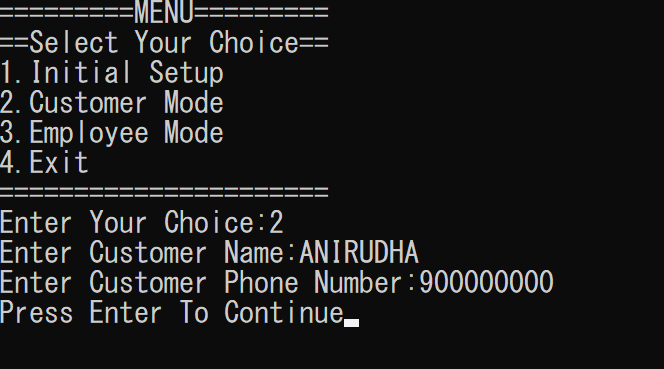 =========MENU=========
==Select Your Choice==
1.Initial Setup
2.Customer Mode
3.Employee Mode
4.Exit
======================
Enter Your Choice:2
Enter Customer Name:ANIRUDHA
Enter Customer Phone Number:900000000
Press Enter To Continue